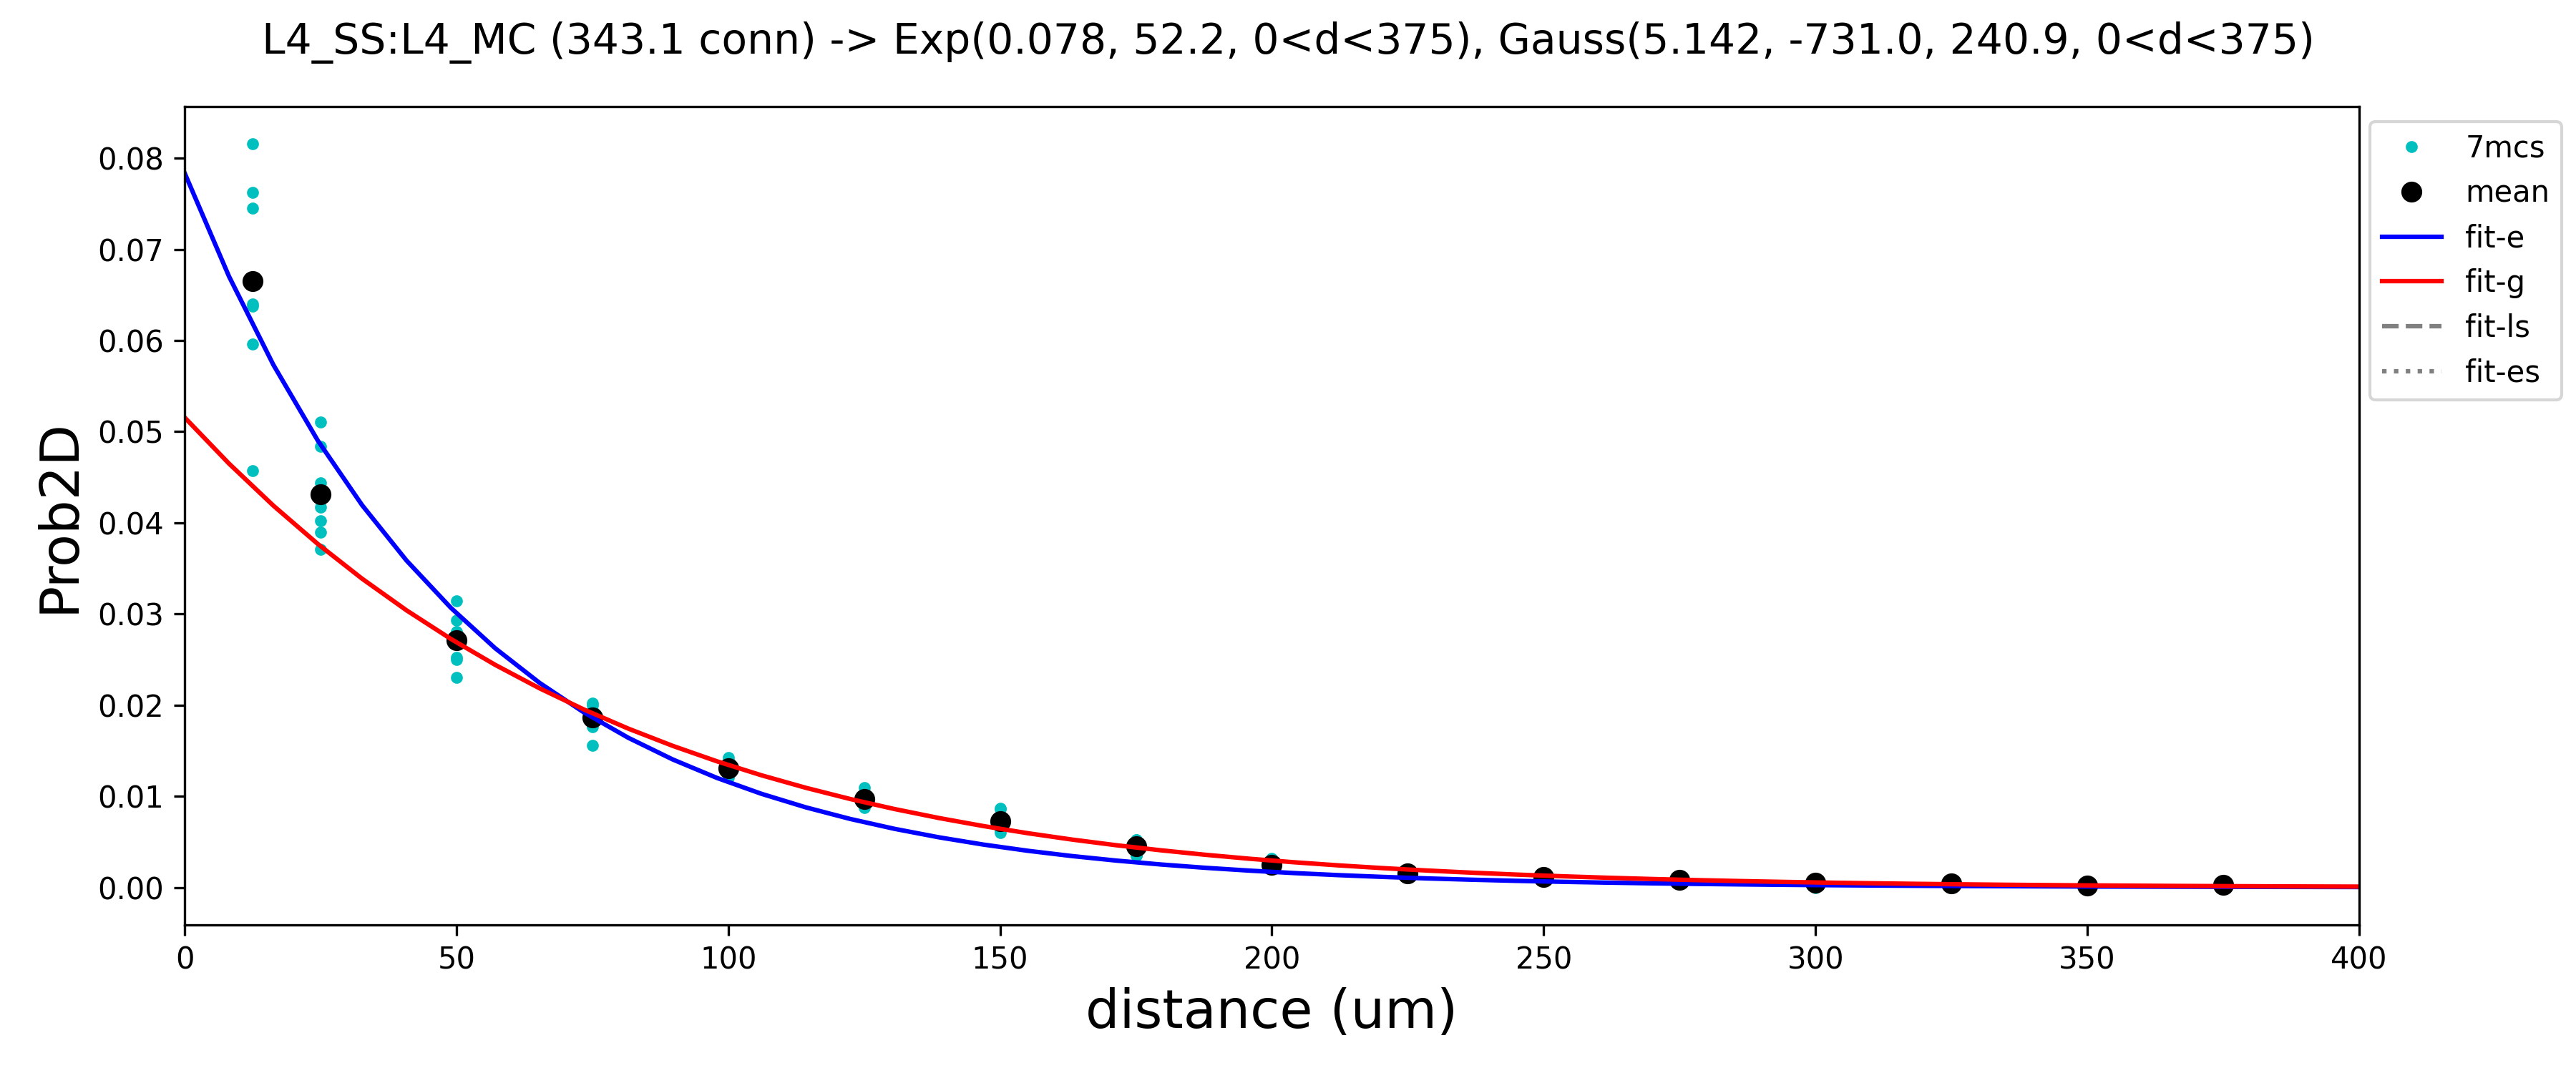 L4_SS:L4_MC (343.1 conn) -> Exp(0.078, 52.2, 0<d<375), Gauss(5.142, -731.0, 240.9, 0<d<375)
0.08
0.07
0.06
0.05
0.04
0.03
0.02
0.01
0.00
Prob2D
0 50 100 150 200 250 300 350 400
distance (um)
7mcs
mean
fit-e
fit-g
fit-ls
fit-es